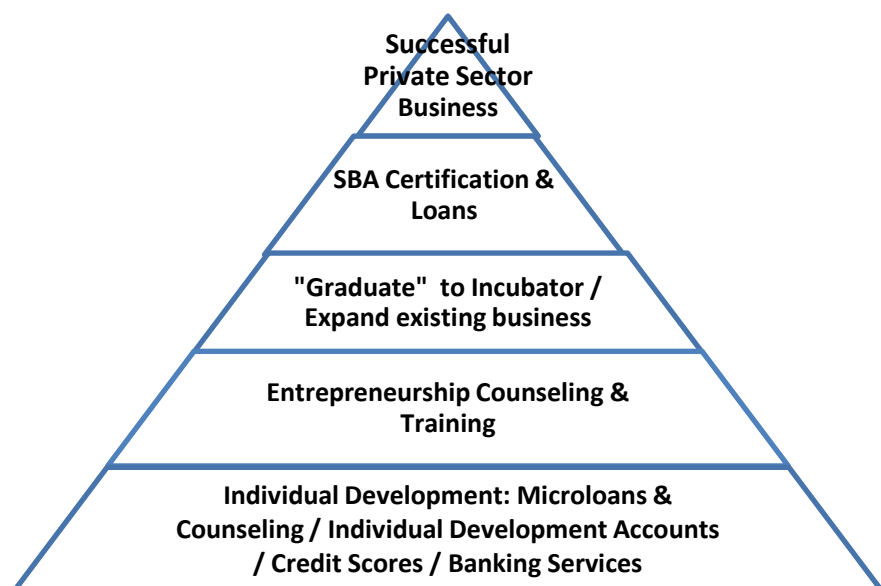 Successful
Private Sector
Business
SBA Certification &
Loans
"Graduate" to Incubator /
Expand existing business
Entrepreneurship Counseling &
Training
Individual Development: Microloans &
Counseling / Individual Development Accounts
/ Credit Scores / Banking Services